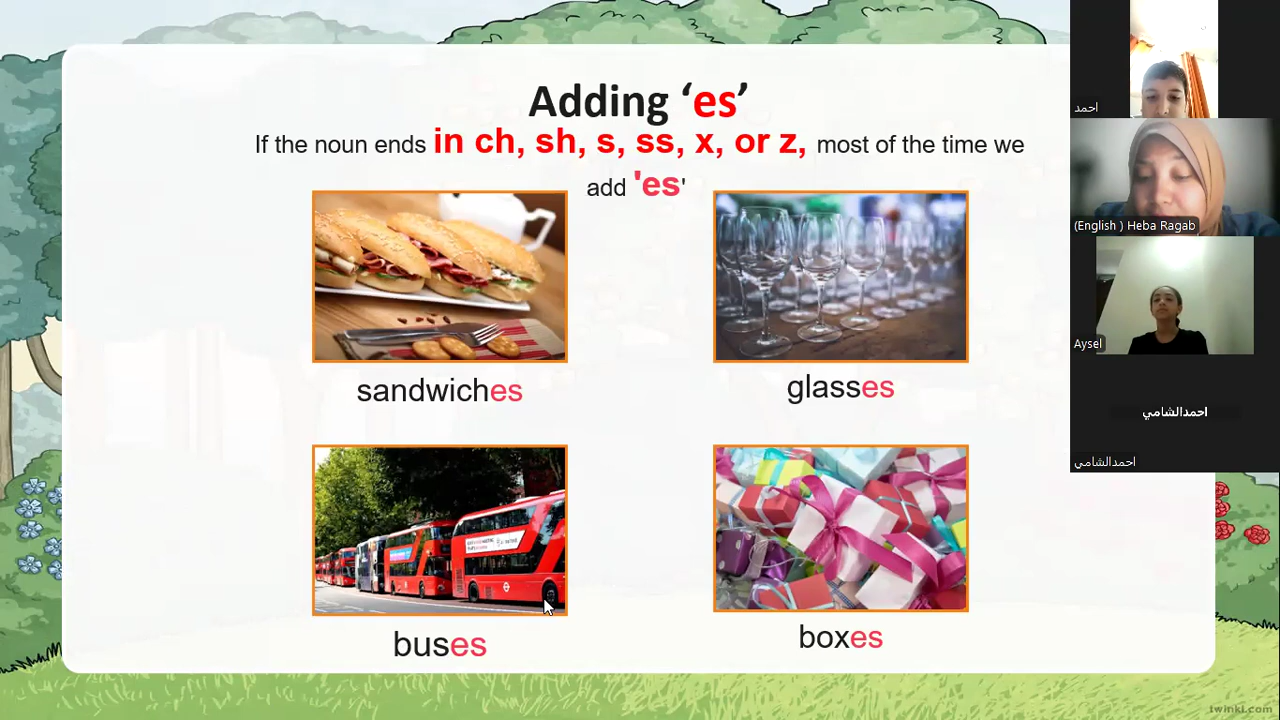 Adding ‘es’
If the noun ends in ch, sh, s, ss, x, or z, most of the time we
add 'es'
sandwiches
glasses
buses
boxes
احمد
(English ) Heba Ragab
Aysel
احمدالشامي
احمدالشامي
twinkl.com